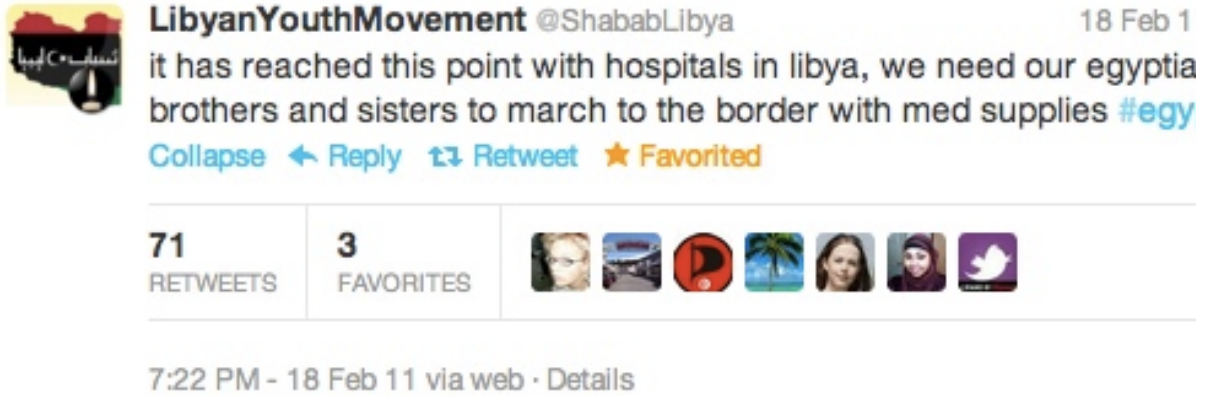 LibyanYouthMovement @ShababLibya 18 Feb 1
it has reached this point with hospitals in libya, we need our egyptia
brothers and sisters to march to the border with med supplies #egy
Collapse Reply Retweet Favorited
71 RETWEETS 3 FAVORITES
7:22 PM - 18 Feb 11 via web · Details